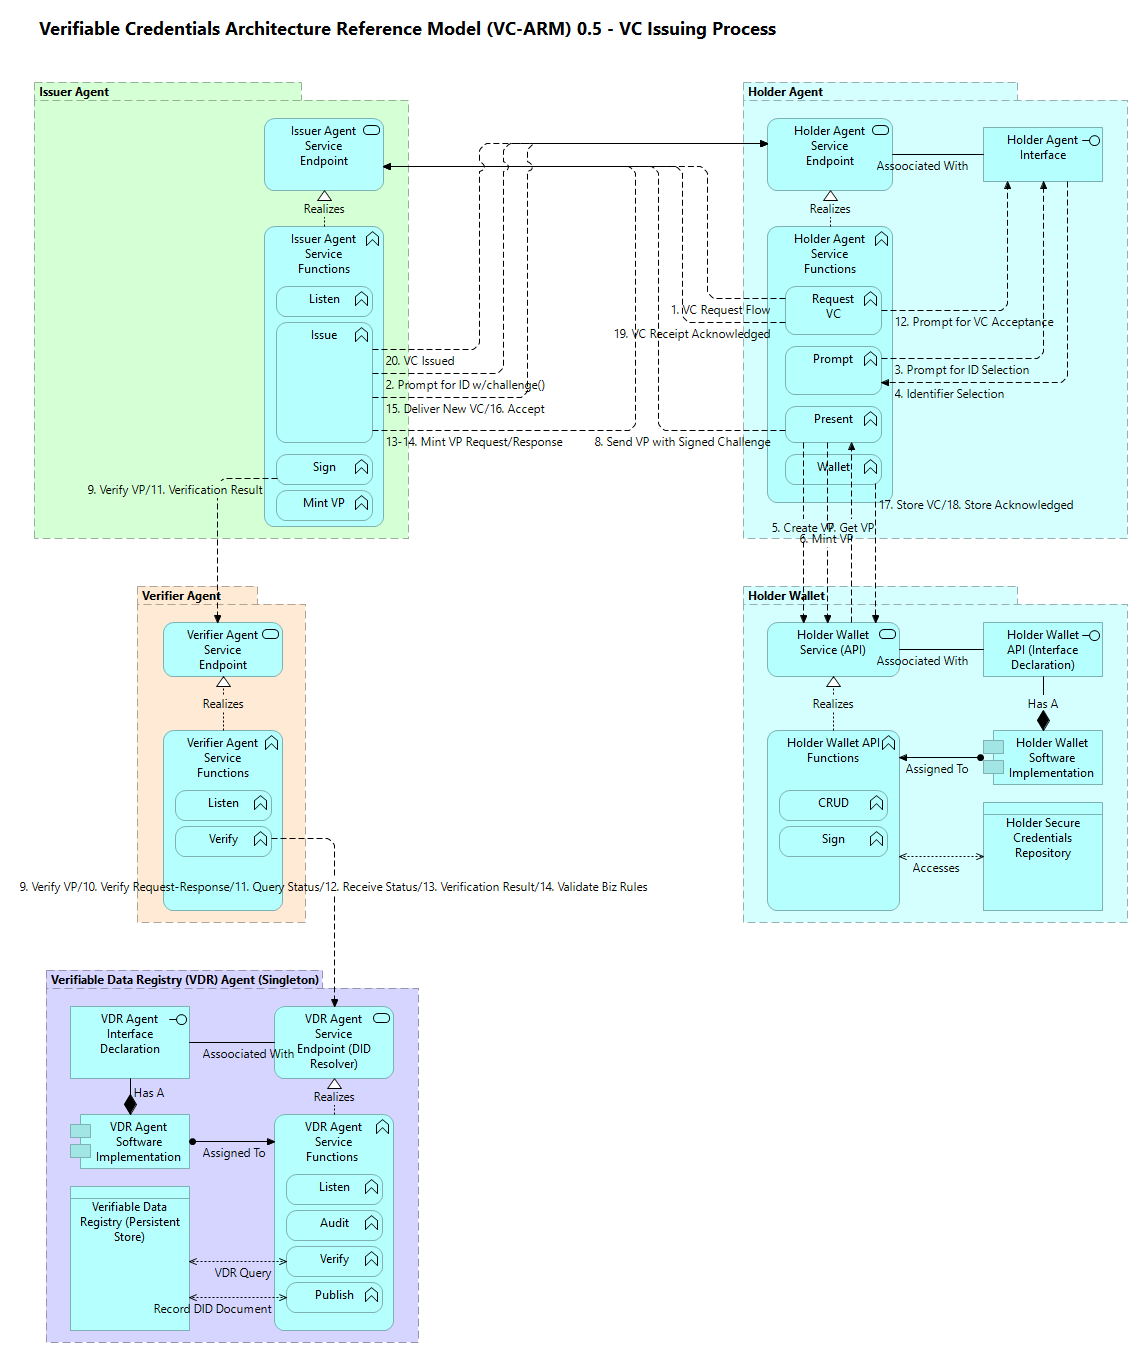 Verifiable Credentials Architecture Reference Model (VC-ARM) 0.5 - VC Issuing Process
Issuer Agent
Issuer Agent
Service
Endpoint
Realizes
Issuer Agent
Service
Functions
Listen
Issue
20. VC Issued
2. Prompt for ID w/challenge()
15. Deliver New VC/16. Accept
13-14. Mint VP Request/Response
Sign
9. Verify VP/11. Verification Result
Mint VP
Holder Agent
Holder Agent
Service
Endpoint
Assoociated With
Holder Agent
Interface
Realizes
Holder Agent
Service
Functions
Request
VC
1. VC Request Flow
19. VC Receipt Acknowledged
12. Prompt for VC Acceptance
Prompt
3. Prompt for ID Selection
4. Identifier Selection
Present
8. Send VP with Signed Challenge
Wallet
17. Store VC/18. Store Acknowledged
5. Create VP
7. Get VP
6. Mint VP
Verifier Agent
Verifier Agent
Service
Endpoint
Realizes
Verifier Agent
Service
Functions
Listen
Verify
9. Verify VP/10. Verify Request-Response/11. Query Status/12. Receive Status/13. Verification Result/14. Validate Biz Rules
Holder Wallet
Holder Wallet
Service (API)
Assoociated With
Holder Wallet
API (Interface
Declaration)
Realizes
Has A
Holder Wallet API
Functions
Assigned To
Holder Wallet
Software
Implementation
CRUD
Sign
Holder Secure
Credentials
Repository
Accesses
Verifiable Data Registry (VDR) Agent (Singleton)
VDR Agent
Interface
Declaration
Assoociated With
VDR Agent
Service
Endpoint (DID
Resolver)
Has A
Realizes
VDR Agent
Software
Implementation
Assigned To
VDR Agent
Service
Functions
Listen
Audit
Verify
Publish
Verifiable Data
Registry (Persistent
Store)
VDR Query
Record DID Document